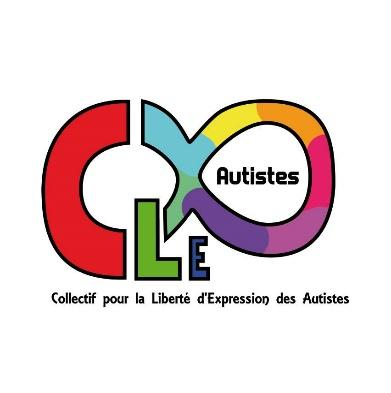 Autistes
CLE
Collectif pour la Liberté d'Expression des Autistes